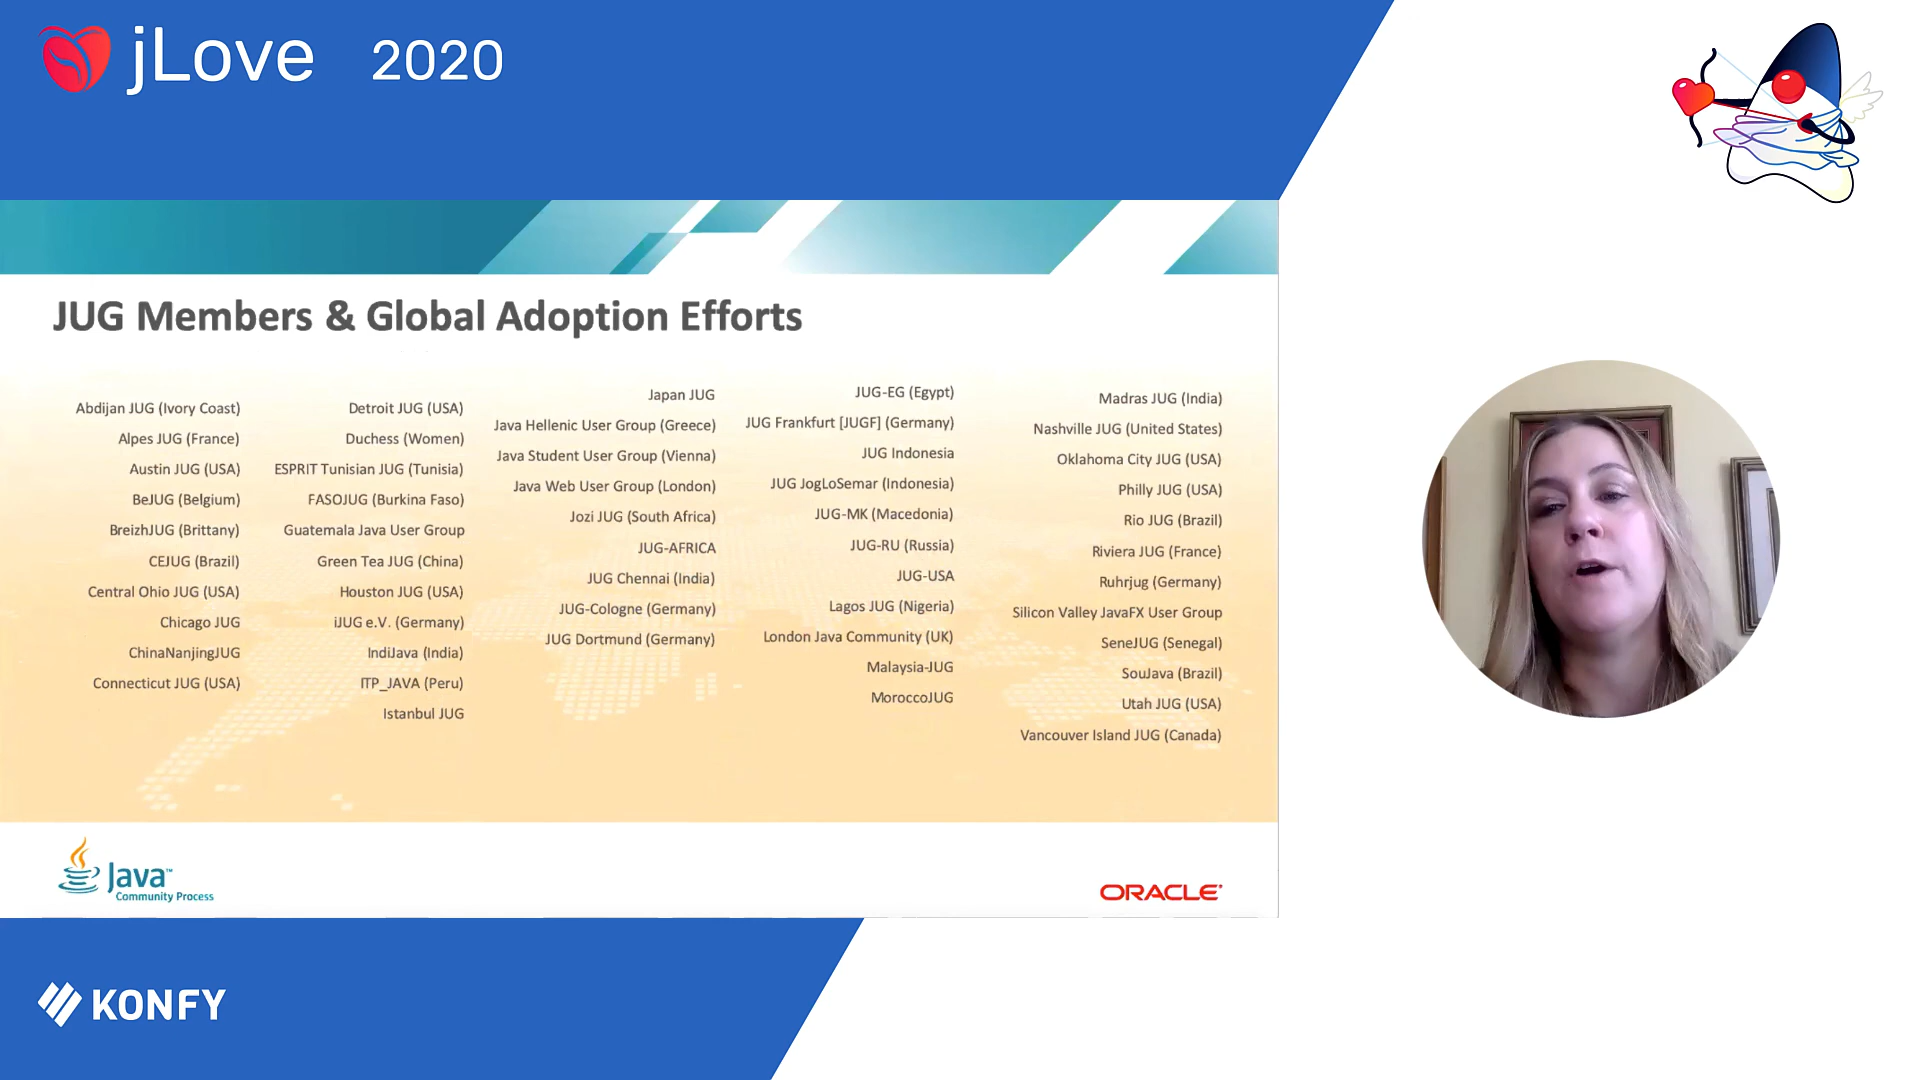 jLove 2020
JUG Members & Global Adoption Efforts
Abdijan JUG (Ivory Coast)
Alpes JUG (France)
Austin JUG (USA)
BeJUG (Belgium)
BreizhJUG (Brittany)
CEJUG (Brazil)
Central Ohio JUG (USA)
Chicago JUG
ChinaNanjingJUG
Connecticut JUG (USA)
Detroit JUG (USA)
Duchess (Women)
ESPRIT Tunisian JUG (Tunisia)
FASOJUG (Burkina Faso)
Guatemala Java User Group
Green Tea JUG (China)
Houston JUG (USA)
iJUG e.V. (Germany)
IndiJava (India)
ITP_JAVA (Peru)
Istanbul JUG
Japan JUG
Java Hellenic User Group (Greece)
Java Student User Group (Vienna)
Java Web User Group (London)
Jozi JUG (South Africa)
JUG-AFRICA
JUG Chennai (India)
JUG-Cologne (Germany)
JUG Dortmund (Germany)
JUG-EG (Egypt)
JUG Frankfurt [JUGF] (Germany)
JUG Indonesia
JUG JogLoSemar (Indonesia)
JUG-MK (Macedonia)
JUG-RU (Russia)
JUG-USA
Lagos JUG (Nigeria)
London Java Community (UK)
Malaysia-JUG
MoroccoJUG
Madras JUG (India)
Nashville JUG (United States)
Oklahoma City JUG (USA)
Philly JUG (USA)
Rio JUG (Brazil)
Riviera JUG (France)
Ruhrjug (Germany)
Silicon Valley JavaFX User Group
SeneJUG (Senegal)
SouJava (Brazil)
Utah JUG (USA)
Vancouver Island JUG (Canada)
Java™
Community Process
ORACLE
KONFY